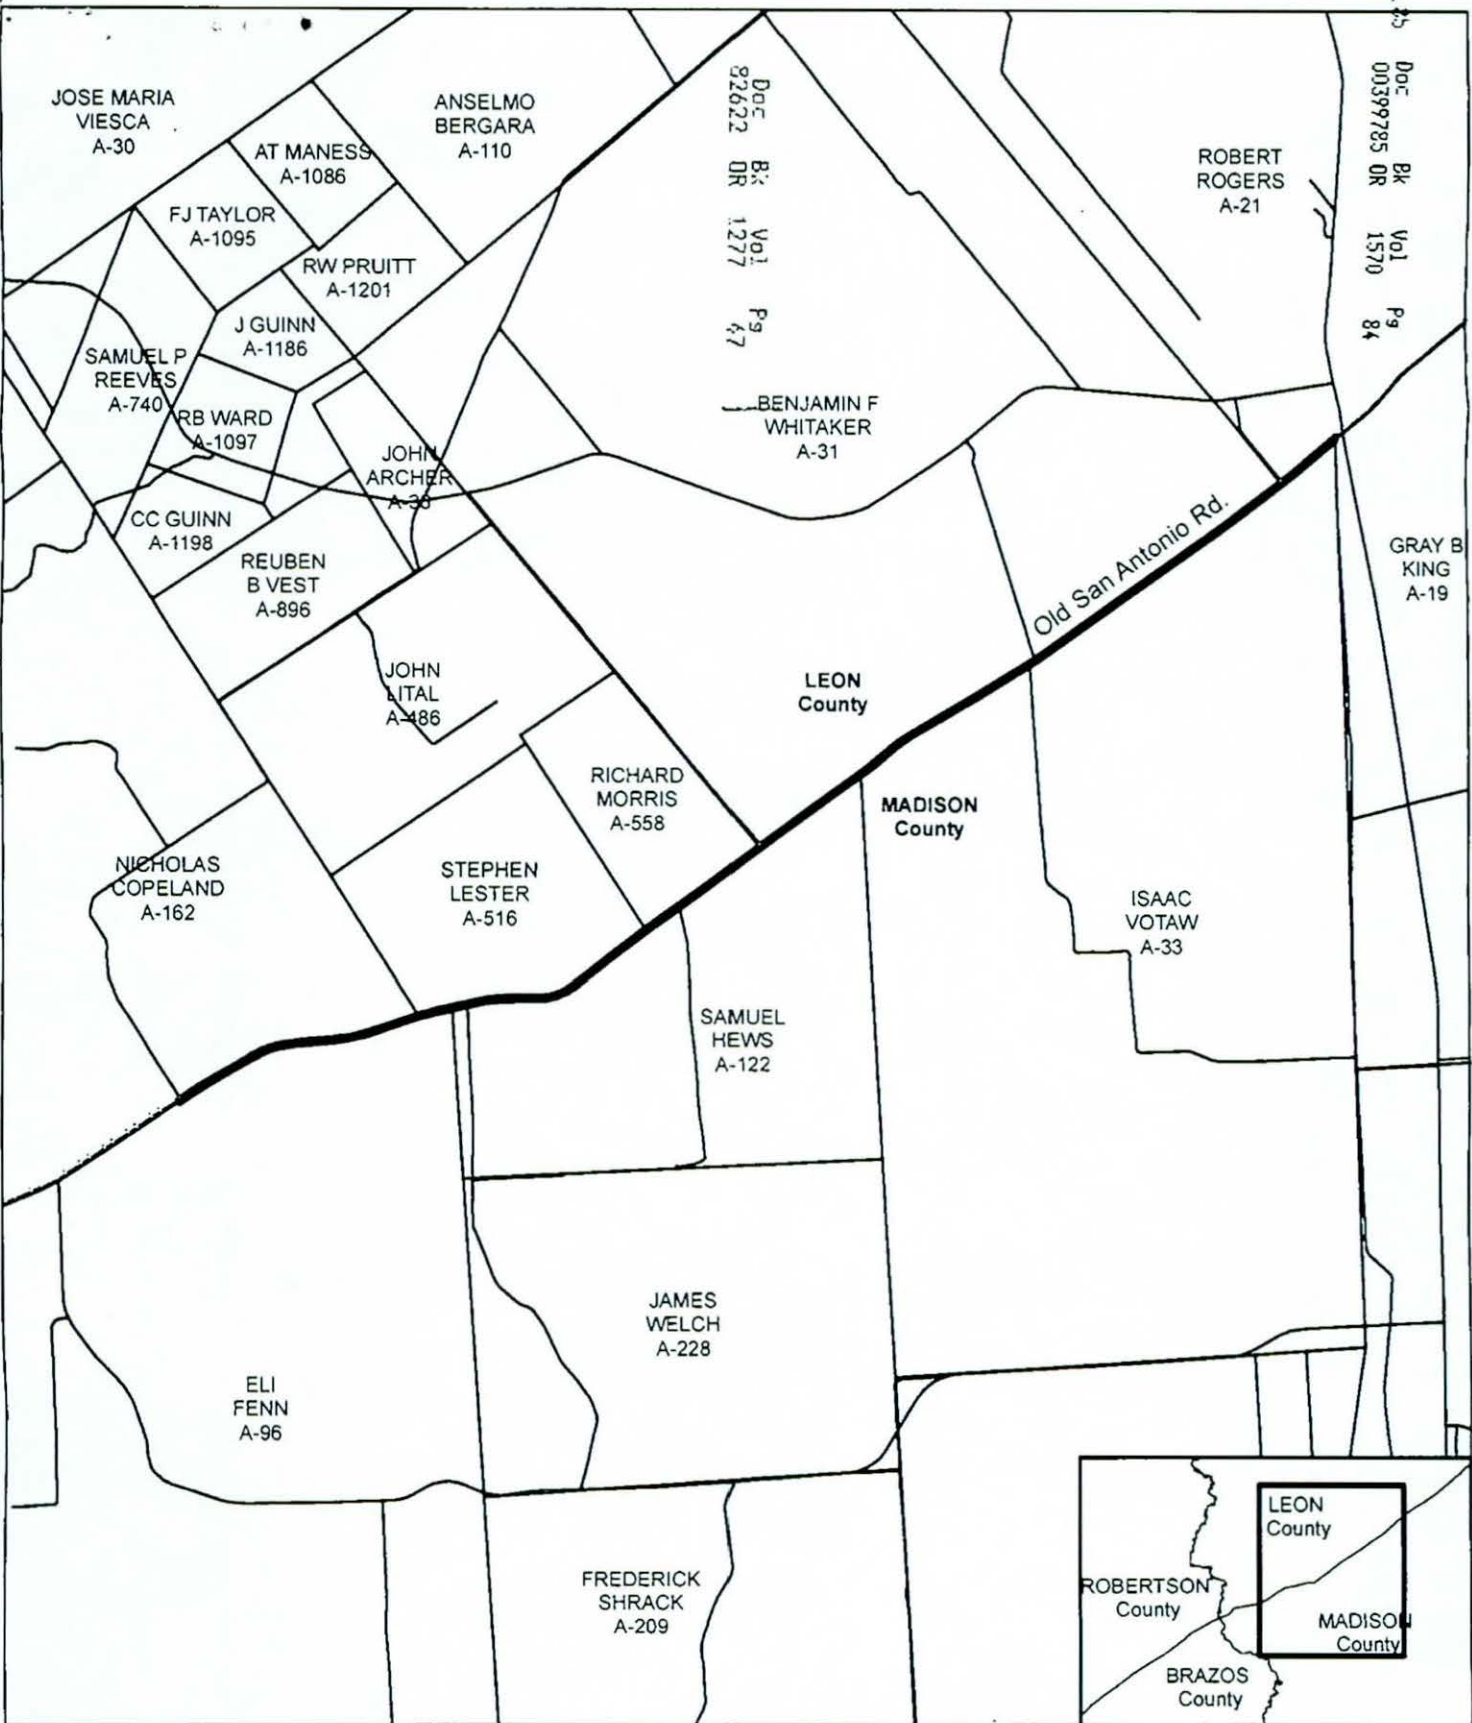 JOSE MARIA
VIESCA
A-30
ANSELMO
BERGARA
A-110
AT MANESS
A-1086
FJ TAYLOR
A-1095
RW PRUITT
A-1201
J GUINN
A-1186
SAMUEL P
REEVES
A-740
RB WARD
A-1097
JOHN
ARCHER
CC GUINN
A-1198
REUBEN
B VEST
A-896
Doc Bk Vol Pg
82622 OR 1277 67
BENJAMIN F
WHITAKER
A-31
ROBERT
ROGERS
A-21
Doc Bk Vol Pg
00399785 OR 1570 84
Old San Antonio Rd.
GRAY B
KING
A-19
JOHN
LITAL
A-486
LEON
County
RICHARD
MORRIS
A-558
MADISON
County
NICHOLAS
COPELAND
A-162
STEPHEN
LESTER
A-516
ISAAC
VOTAW
A-33
SAMUEL
HEWS
A-122
JAMES
WELCH
A-228
ELI
FENN
A-96
FREDERICK
SHRACK
A-209
LEON
County
ROBERTSON
County
MADISON
County
BRAZOS
County